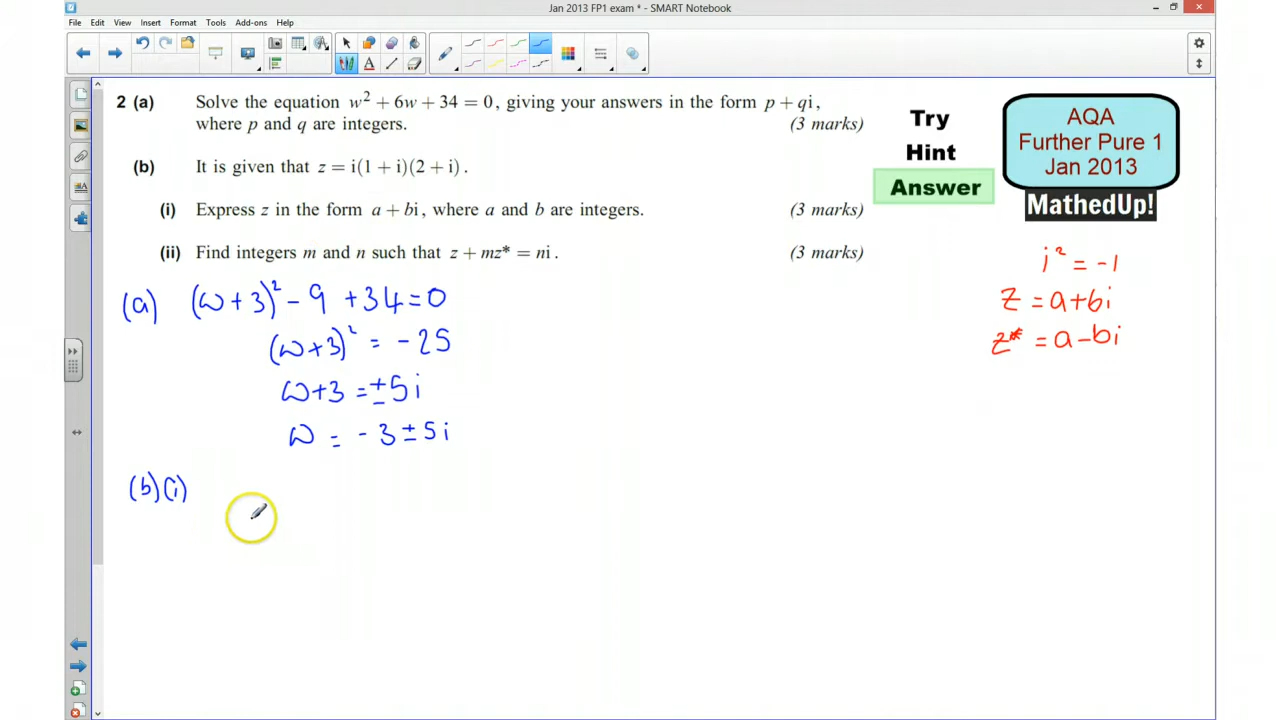 Jan 2013 FP1 exam * - SMART Notebook
File Edit View Insert Format Tools Add-ons Help
2 (a) Solve the equation w² + 6w + 34 = 0, giving your answers in the form p + qi,
where p and q are integers. (3 marks)
(b) It is given that z = i(1 + i)(2 + i).
(i) Express z in the form a + bi, where a and b are integers. (3 marks)
(ii) Find integers m and n such that z + mz* = ni. (3 marks)
Try
Hint
Answer
AQA
Further Pure 1
Jan 2013
MathedUp!
i² = -1
z = a+bi
z* = a-bi
(a) (w+3)² - 9 +34=0
(w+3)² = -25
w+3 = ±5i
w = -3 ± 5i
(b)(i)